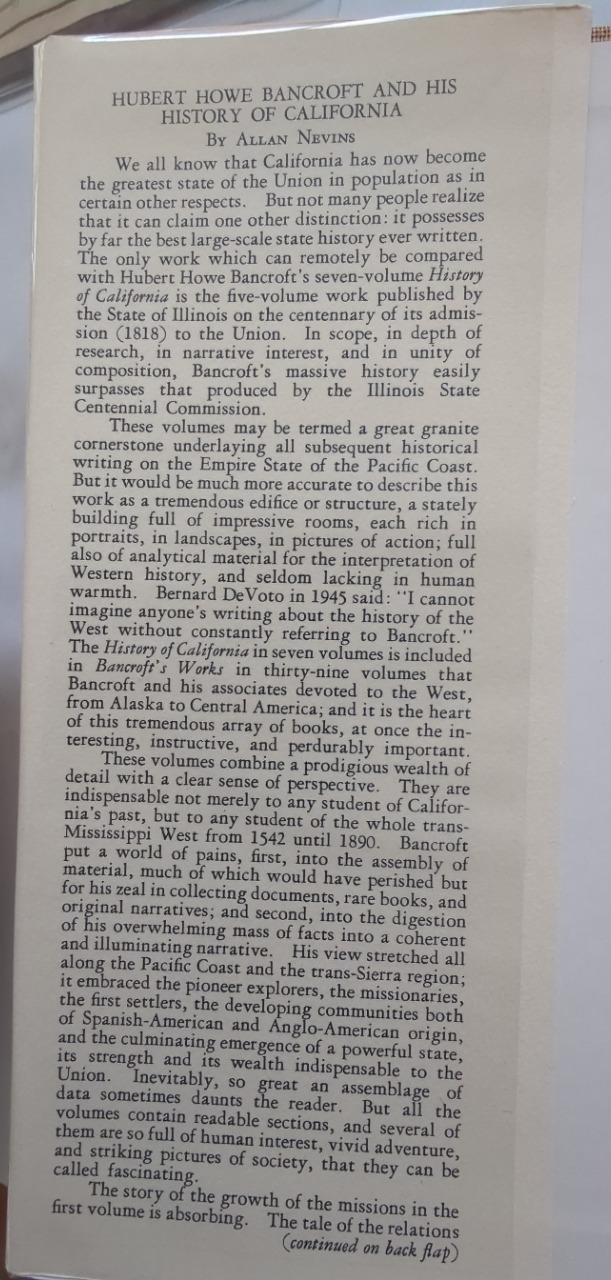 HUBERT HOWE BANCROFT AND HIS
HISTORY OF CALIFORNIA
BY ALLAN NEVINS
We all know that California has now become
the greatest state of the Union in population as in
certain other respects. But not many people realize
that it can claim one other distinction: it possesses
by far the best large-scale state history ever written.
The only work which can remotely be compared
with Hubert Howe Bancroft's seven-volume History
of California is the five-volume work published by
the State of Illinois on the centennary of its admis-
sion (1818) to the Union. In scope, in depth of
research, in narrative interest, and in unity of
composition, Bancroft's massive history easily
surpasses that produced by the Illinois State
Centennial Commission.
These volumes may be termed a great granite
cornerstone underlaying all subsequent historical
writing on the Empire State of the Pacific Coast.
But it would be much more accurate to describe this
work as a tremendous edifice or structure, a stately
building full of impressive rooms, each rich in
portraits, in landscapes, in pictures of action; full
also of analytical material for the interpretation of
Western history, and seldom lacking in human
warmth. Bernard DeVoto in 1945 said: "I cannot
imagine anyone's writing about the history of the
West without constantly referring to Bancroft."
The History of California in seven volumes is included
in Bancroft's Works in thirty-nine volumes that
Bancroft and his associates devoted to the West,
from Alaska to Central America; and it is the heart
of this tremendous array of books, at once the in-
teresting, instructive, and perdurably important.
These volumes combine a prodigious wealth of
detail with a clear sense of perspective. They are
indispensable not merely to any student of Califor-
nia's past, but to any student of the whole trans-
Mississippi West from 1542 until 1890. Bancroft
put a world of pains, first, into the assembly of
material, much of which would have perished but
for his zeal in collecting documents, rare books, and
original narratives; and second, into the digestion
of his overwhelming mass of facts into a coherent
and illuminating narrative. His view stretched all
along the Pacific Coast and the trans-Sierra region;
it embraced the pioneer explorers, the missionaries,
the first settlers, the developing communities both
of Spanish-American and Anglo-American origin,
and the culminating emergence of a powerful state,
its strength and its wealth indispensable to the
Union. Inevitably, so great an assemblage of
data sometimes daunts the reader. But all the
volumes contain readable sections, and several of
them are so full of human interest, vivid adventure,
and striking pictures of society, that they can be
called fascinating.
The story of the growth of the missions in the
first volume is absorbing. The tale of the relations
(continued on back flap)